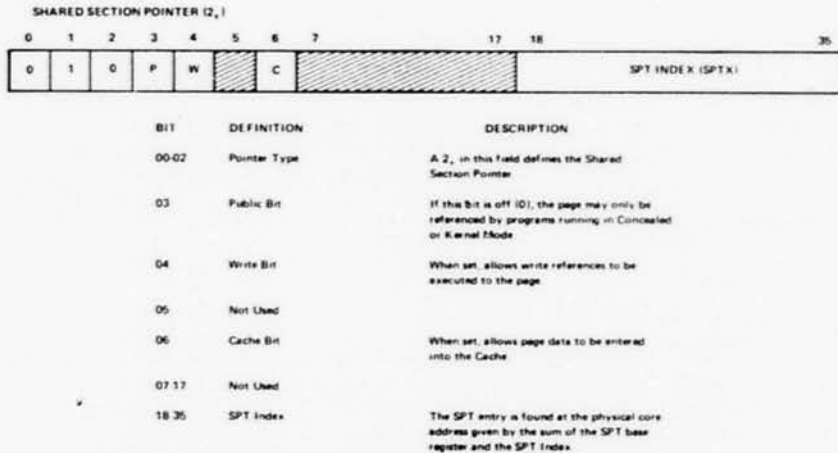 SHARED SECTION POINTER (2,)
0 1 2 3 4 5 6 7 17 18 35
0 1 0 P W C SPT INDEX (SPTX)
BIT DEFINITION DESCRIPTION
00-02 Pointer Type A 2, in this field defines the Shared
Section Pointer
03 Public Bit If this bit is off (0), the page may only be
referenced by programs running in Concealed
or Kernel Mode.
04 Write Bit When set, allows write references to be
executed to the page.
05 Not Used
06 Cache Bit When set, allows page data to be entered
into the Cache
07 17 Not Used
18 35 SPT Index The SPT entry is found at the physical core
address given by the sum of the SPT base
register and the SPT Index.